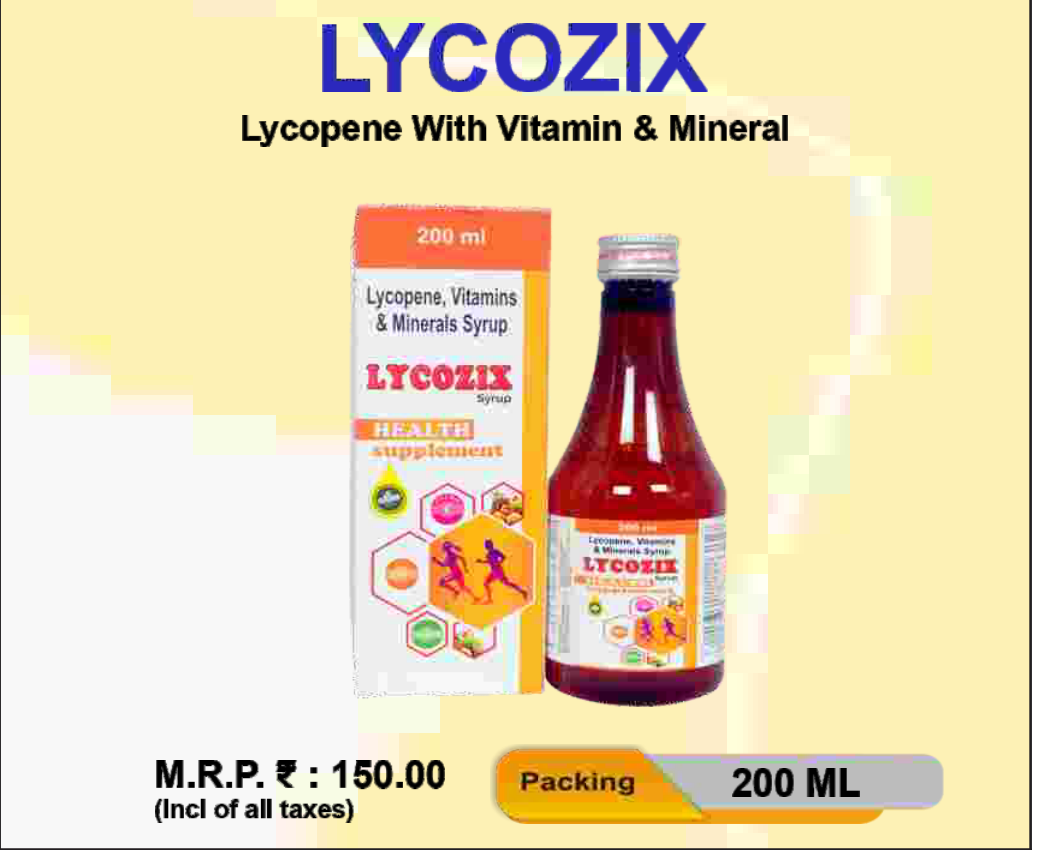 LYCOZIX
Lycopene With Vitamin & Mineral
200 ml
Lycopene, Vitamins
& Minerals Syrup
LYCOZIX
Syrup
HEALTH
supplement
200 ml
Lycopene, Vitamins
& Minerals Syrup
LYCOZIX
Syrup
M.R.P. ₹ : 150.00
(Incl of all taxes)
Packing
200 ML